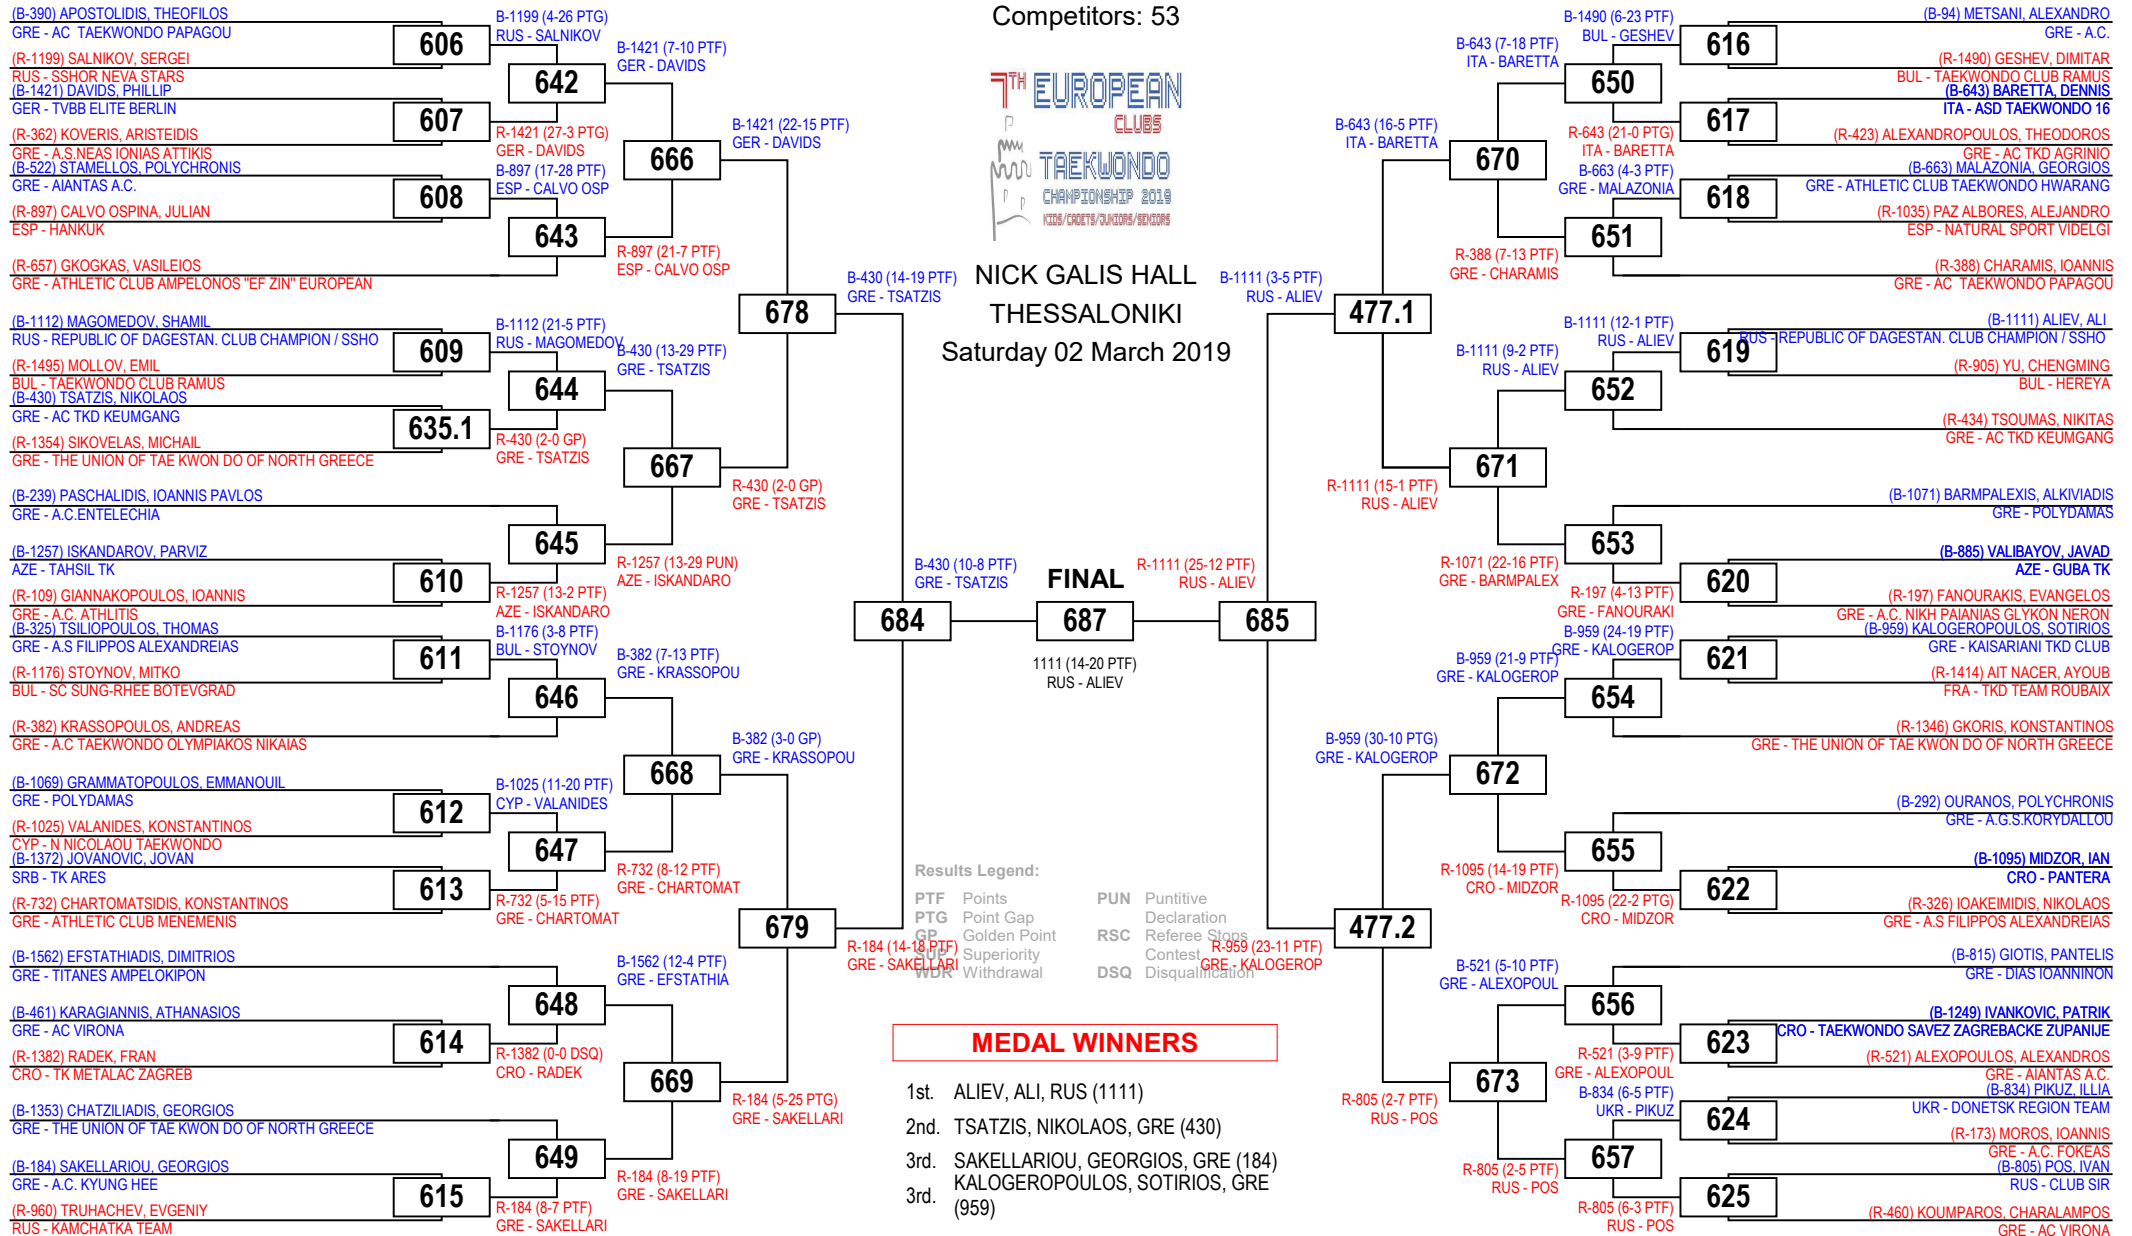 Competitors: 53
7TH EUROPEAN
CLUBS
TAEKWONDO
CHAMPIONSHIP 2019
KIDS/CADETS/JUNIORS/SENIORS
NICK GALIS HALL
THESSALONIKI
Saturday 02 March 2019
(B-390) APOSTOLIDIS, THEOFILOS
GRE - AC  TAEKWONDO PAPAGOU
(R-1199) SALNIKOV, SERGEI
RUS - SSHOR NEVA STARS
(B-1421) DAVIDS, PHILLIP
GER - TVBB ELITE BERLIN
(R-362) KOVERIS, ARISTEIDIS
GRE - A.S.NEAS IONIAS ATTIKIS
(B-522) STAMELLOS, POLYCHRONIS
GRE - AIANTAS A.C.
(R-897) CALVO OSPINA, JULIAN
ESP - HANKUK
(R-657) GKOGKAS, VASILEIOS
GRE - ATHLETIC CLUB AMPELONOS "EF ZIN" EUROPEAN
(B-1112) MAGOMEDOV, SHAMIL
RUS - REPUBLIC OF DAGESTAN. CLUB CHAMPION / SSHO
(R-1495) MOLLOV, EMIL
BUL - TAEKWONDO CLUB RAMUS
(B-430) TSATZIS, NIKOLAOS
GRE - AC TKD KEUMGANG
(R-1354) SIKOVELAS, MICHAIL
GRE - THE UNION OF TAE KWON DO OF NORTH GREECE
(B-239) PASCHALIDIS, IOANNIS PAVLOS
GRE - A.C.ENTELECHIA
(B-1257) ISKANDAROV, PARVIZ
AZE - TAHSIL TK
(R-109) GIANNAKOPOULOS, IOANNIS
GRE - A.C. ATHLITIS
(B-325) TSILIOPOULOS, THOMAS
GRE - A.S FILIPPOS ALEXANDREIAS
(R-1176) STOYNOV, MITKO
BUL - SC SUNG-RHEE BOTEVGRAD
(R-382) KRASSOPOULOS, ANDREAS
GRE - A.C TAEKWONDO OLYMPIAKOS NIKAIAS
(B-1069) GRAMMATOPOULOS, EMMANOUIL
GRE - POLYDAMAS
(R-1025) VALANIDES, KONSTANTINOS
CYP - N NICOLAOU TAEKWONDO
(B-1372) JOVANOVIC, JOVAN
SRB - TK ARES
(R-732) CHARTOMATSIDIS, KONSTANTINOS
GRE - ATHLETIC CLUB MENEMENIS
(B-1562) EFSTATHIADIS, DIMITRIOS
GRE - TITANES AMPELOKIPON
(B-461) KARAGIANNIS, ATHANASIOS
GRE - AC VIRONA
(R-1382) RADEK, FRAN
CRO - TK METALAC ZAGREB
(B-1353) CHATZILIADIS, GEORGIOS
GRE - THE UNION OF TAE KWON DO OF NORTH GREECE
(B-184) SAKELLARIOU, GEORGIOS
GRE - A.C. KYUNG HEE
(R-960) TRUHACHEV, EVGENIY
RUS - KAMCHATKA TEAM
606
607
608
609
635.1
610
611
612
613
614
615
B-1199 (4-26 PTG)
RUS - SALNIKOV
R-1421 (27-3 PTG)
GER - DAVIDS
B-897 (17-28 PTF)
ESP - CALVO OSP
B-1112 (21-5 PTF)
RUS - MAGOMEDOV
R-430 (2-0 GP)
GRE - TSATZIS
R-1257 (13-2 PTF)
AZE - ISKANDARO
B-1176 (3-8 PTF)
BUL - STOYNOV
B-1025 (11-20 PTF)
CYP - VALANIDES
R-732 (5-15 PTF)
GRE - CHARTOMAT
R-1382 (0-0 DSQ)
CRO - RADEK
R-184 (8-7 PTF)
GRE - SAKELLARI
642
643
644
645
646
647
648
649
B-1421 (7-10 PTF)
GER - DAVIDS
R-897 (21-7 PTF)
ESP - CALVO OSP
B-430 (13-29 PTF)
GRE - TSATZIS
R-1257 (13-29 PUN)
AZE - ISKANDARO
B-382 (7-13 PTF)
GRE - KRASSOPOU
R-732 (8-12 PTF)
GRE - CHARTOMAT
B-1562 (12-4 PTF)
GRE - EFSTATHIA
R-184 (8-19 PTF)
GRE - SAKELLARI
666
667
668
669
B-1421 (22-15 PTF)
GER - DAVIDS
R-430 (2-0 GP)
GRE - TSATZIS
B-382 (3-0 GP)
GRE - KRASSOPOU
R-184 (5-25 PTG)
GRE - SAKELLARI
678
679
B-430 (14-19 PTF)
GRE - TSATZIS
R-184 (14-18 PTF)
GRE - SAKELLARI
684
B-430 (10-8 PTF)
GRE - TSATZIS
FINAL
687
1111 (14-20 PTF)
RUS - ALIEV
R-1111 (25-12 PTF)
RUS - ALIEV
685
B-1111 (3-5 PTF)
RUS - ALIEV
R-959 (23-11 PTF)
GRE - KALOGEROP
477.1
477.2
B-643 (16-5 PTF)
ITA - BARETTA
R-1111 (15-1 PTF)
RUS - ALIEV
B-959 (30-10 PTG)
GRE - KALOGEROP
R-805 (2-7 PTF)
RUS - POS
670
671
672
673
B-643 (7-18 PTF)
ITA - BARETTA
R-388 (7-13 PTF)
GRE - CHARAMIS
B-1111 (9-2 PTF)
RUS - ALIEV
R-1071 (22-16 PTF)
GRE - BARMPALEX
B-959 (21-9 PTF)
GRE - KALOGEROP
R-1095 (14-19 PTF)
CRO - MIDZOR
B-521 (5-10 PTF)
GRE - ALEXOPOUL
R-805 (2-5 PTF)
RUS - POS
650
651
652
653
654
655
656
657
B-1490 (6-23 PTF)
BUL - GESHEV
R-643 (21-0 PTG)
ITA - BARETTA
B-663 (4-3 PTF)
GRE - MALAZONIA
B-1111 (12-1 PTF)
RUS - ALIEV
R-197 (4-13 PTF)
GRE - FANOURAKI
B-959 (24-19 PTF)
GRE - KALOGEROP
R-1095 (22-2 PTG)
CRO - MIDZOR
R-521 (3-9 PTF)
GRE - ALEXOPOUL
B-834 (6-5 PTF)
UKR - PIKUZ
R-805 (6-3 PTF)
RUS - POS
616
617
618
619
620
621
622
623
624
625
(B-94) METSANI, ALEXANDRO
GRE - A.C.
(R-1490) GESHEV, DIMITAR
BUL - TAEKWONDO CLUB RAMUS
(B-643) BARETTA, DENNIS
ITA - ASD TAEKWONDO 16
(R-423) ALEXANDROPOULOS, THEODOROS
GRE - AC TKD AGRINIO
(B-663) MALAZONIA, GEORGIOS
GRE - ATHLETIC CLUB TAEKWONDO HWARANG
(R-1035) PAZ ALBORES, ALEJANDRO
ESP - NATURAL SPORT VIDELGI
(R-388) CHARAMIS, IOANNIS
GRE - AC  TAEKWONDO PAPAGOU
(B-1111) ALIEV, ALI
RUS - REPUBLIC OF DAGESTAN. CLUB CHAMPION / SSHO
(R-905) YU, CHENGMING
BUL - HEREYA
(R-434) TSOUMAS, NIKITAS
GRE - AC TKD KEUMGANG
(B-1071) BARMPALEXIS, ALKIVIADIS
GRE - POLYDAMAS
(B-885) VALIBAYOV, JAVAD
AZE - GUBA TK
(R-197) FANOURAKIS, EVANGELOS
GRE - A.C. NIKH PAIANIAS GLYKON NERON
(B-959) KALOGEROPOULOS, SOTIRIOS
GRE - KAISARIANI TKD CLUB
(R-1414) AIT NACER, AYOUB
FRA - TKD TEAM ROUBAIX
(R-1346) GKORIS, KONSTANTINOS
GRE - THE UNION OF TAE KWON DO OF NORTH GREECE
(B-292) OURANOS, POLYCHRONIS
GRE - A.G.S.KORYDALLOU
(B-1095) MIDZOR, IAN
CRO - PANTERA
(R-326) IOAKEIMIDIS, NIKOLAOS
GRE - A.S FILIPPOS ALEXANDREIAS
(B-815) GIOTIS, PANTELIS
GRE - DIAS IOANNINON
(B-1249) IVANKOVIC, PATRIK
CRO - TAEKWONDO SAVEZ ZAGREBACKE ZUPANIJE
(R-521) ALEXOPOULOS, ALEXANDROS
GRE - AIANTAS A.C.
(B-834) PIKUZ, ILLIA
UKR - DONETSK REGION TEAM
(R-173) MOROS, IOANNIS
GRE - A.C. FOKEAS
(B-805) POS, IVAN
RUS - CLUB SIR
(R-460) KOUMPAROS, CHARALAMPOS
GRE - AC VIRONA
Results Legend:
PTF Points
PTG Point Gap
GP Golden Point
SUP Superiority
WDR Withdrawal
PUN Puntitive
Declaration
RSC Referee Stops
Contest
DSQ Disqualification
MEDAL WINNERS
1st. ALIEV, ALI, RUS (1111)
2nd. TSATZIS, NIKOLAOS, GRE (430)
3rd. SAKELLARIOU, GEORGIOS, GRE (184)
3rd. KALOGEROPOULOS, SOTIRIOS, GRE
(959)